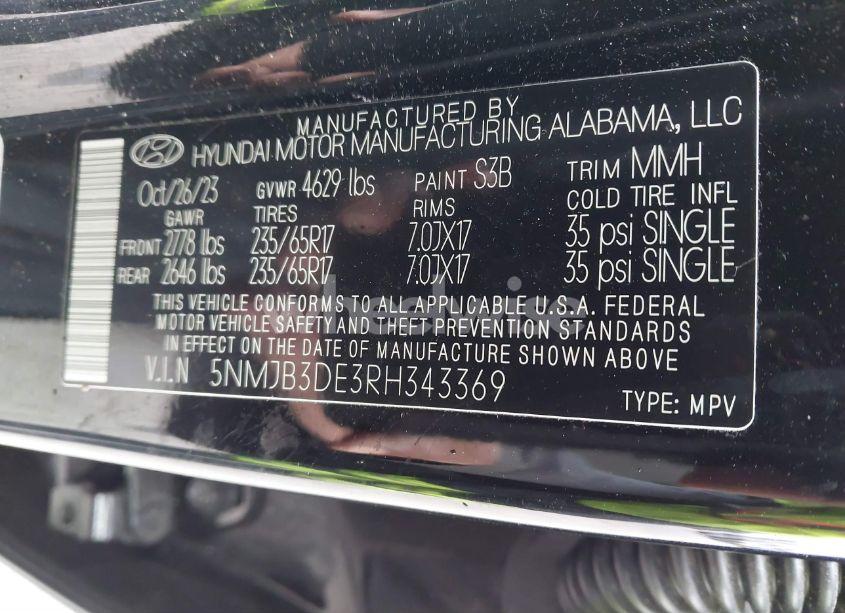 MANUFACTURED BY
HYUNDAI MOTOR MANUFACTURING ALABAMA, LLC
Oct/26/23 GVWR 4629 lbs PAINT S3B TRIM MMH
GAWR TIRES RIMS COLD TIRE INFL
FRONT 2778 lbs 235/65R17 7.0JX17 35 psi SINGLE
REAR 2646 lbs 235/65R17 7.0JX17 35 psi SINGLE
THIS VEHICLE CONFORMS TO ALL APPLICABLE U.S.A. FEDERAL
MOTOR VEHICLE SAFETY AND THEFT PREVENTION STANDARDS
IN EFFECT ON THE DATE OF MANUFACTURE SHOWN ABOVE
V.I.N 5NMJB3DE3RH343369
TYPE: MPV